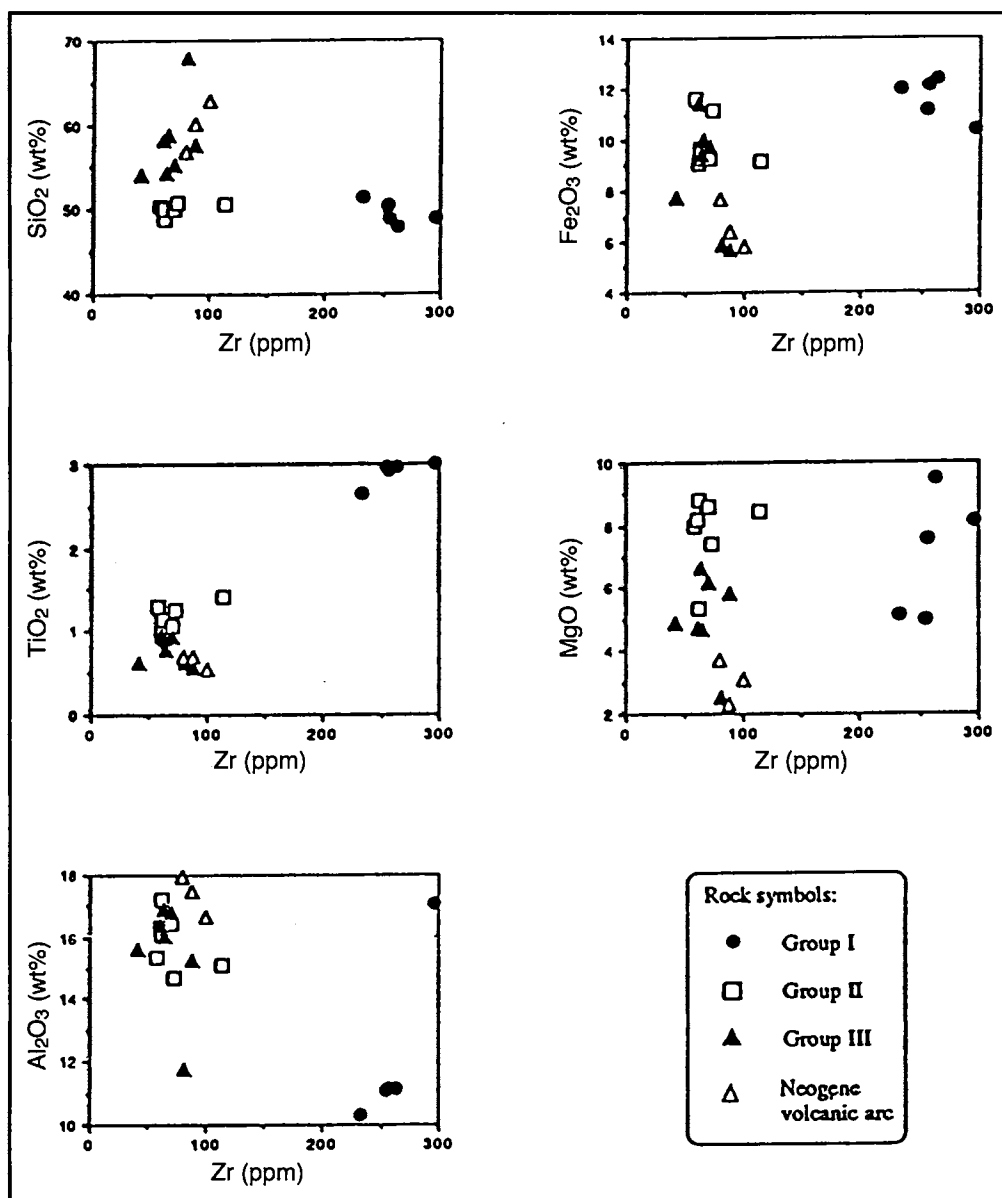 70
60
50
40
SiO₂ (wt%)
0 100 200 300
Zr (ppm)
14
12
10
8
6
4
Fe₂O₃ (wt%)
0 100 200 300
Zr (ppm)
3
2
1
0
TiO₂ (wt%)
0 100 200 300
Zr (ppm)
10
8
6
4
2
MgO (wt%)
0 100 200 300
Zr (ppm)
18
16
14
12
10
Al₂O₃ (wt%)
0 100 200 300
Zr (ppm)
Rock symbols:
Group I
Group II
Group III
Neogene
volcanic arc